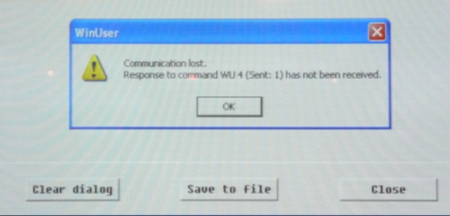 WinUser
Communication lost.
Response to command WU 4 (Sent: 1) has not been received.
OK
Clear dialog
Save to file
Close